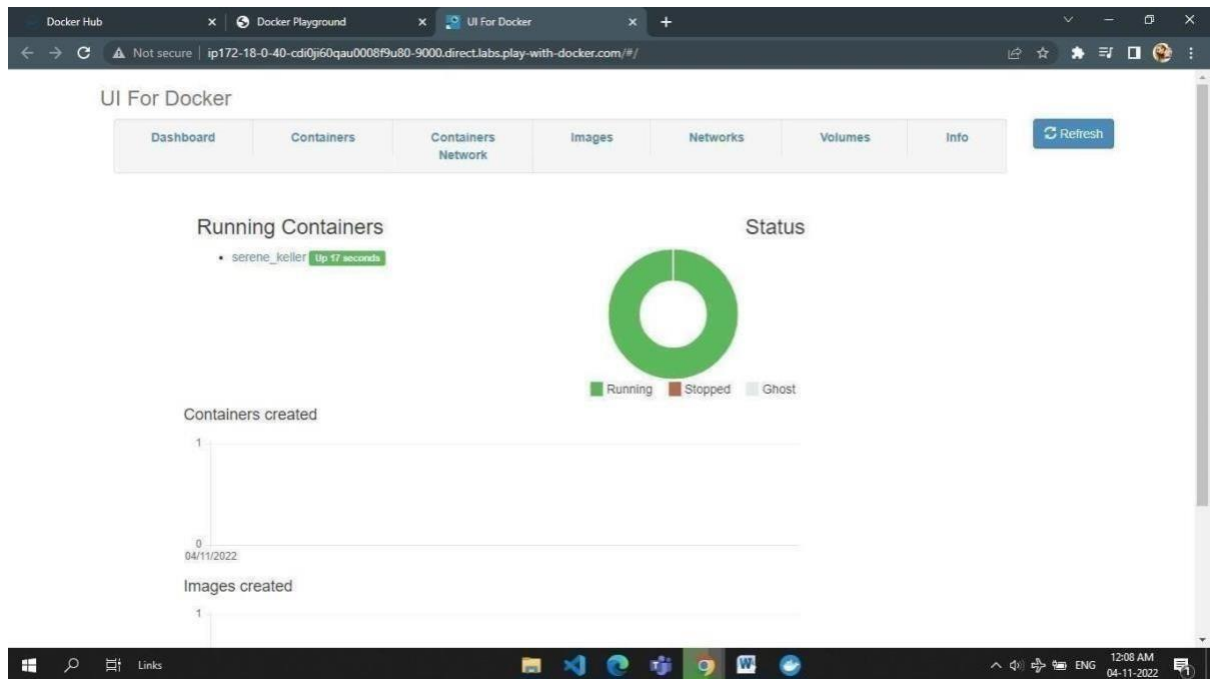 Docker Hub
Docker Playground
UI For Docker
Not secure
ip172-18-0-40-cdi0ji60qau0008f9u80-9000.direct.labs.play-with-docker.com/#/
UI For Docker
Dashboard
Containers
Containers
Network
Images
Networks
Volumes
Info
Refresh
Running Containers
serene_keller Up 17 seconds
Status
Running
Stopped
Ghost
Containers created
1
0
04/11/2022
Images created
1
Links
ENG
12:08 AM
04-11-2022
1